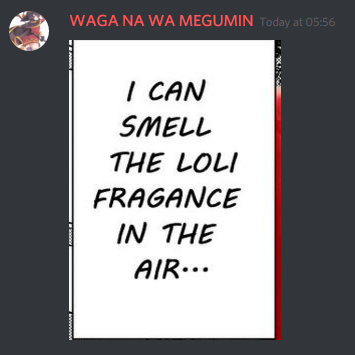 WAGA NA WA MEGUMIN Today at 05:56
I CAN
SMELL
THE LOLI
FRAGANCE
IN THE
AIR...